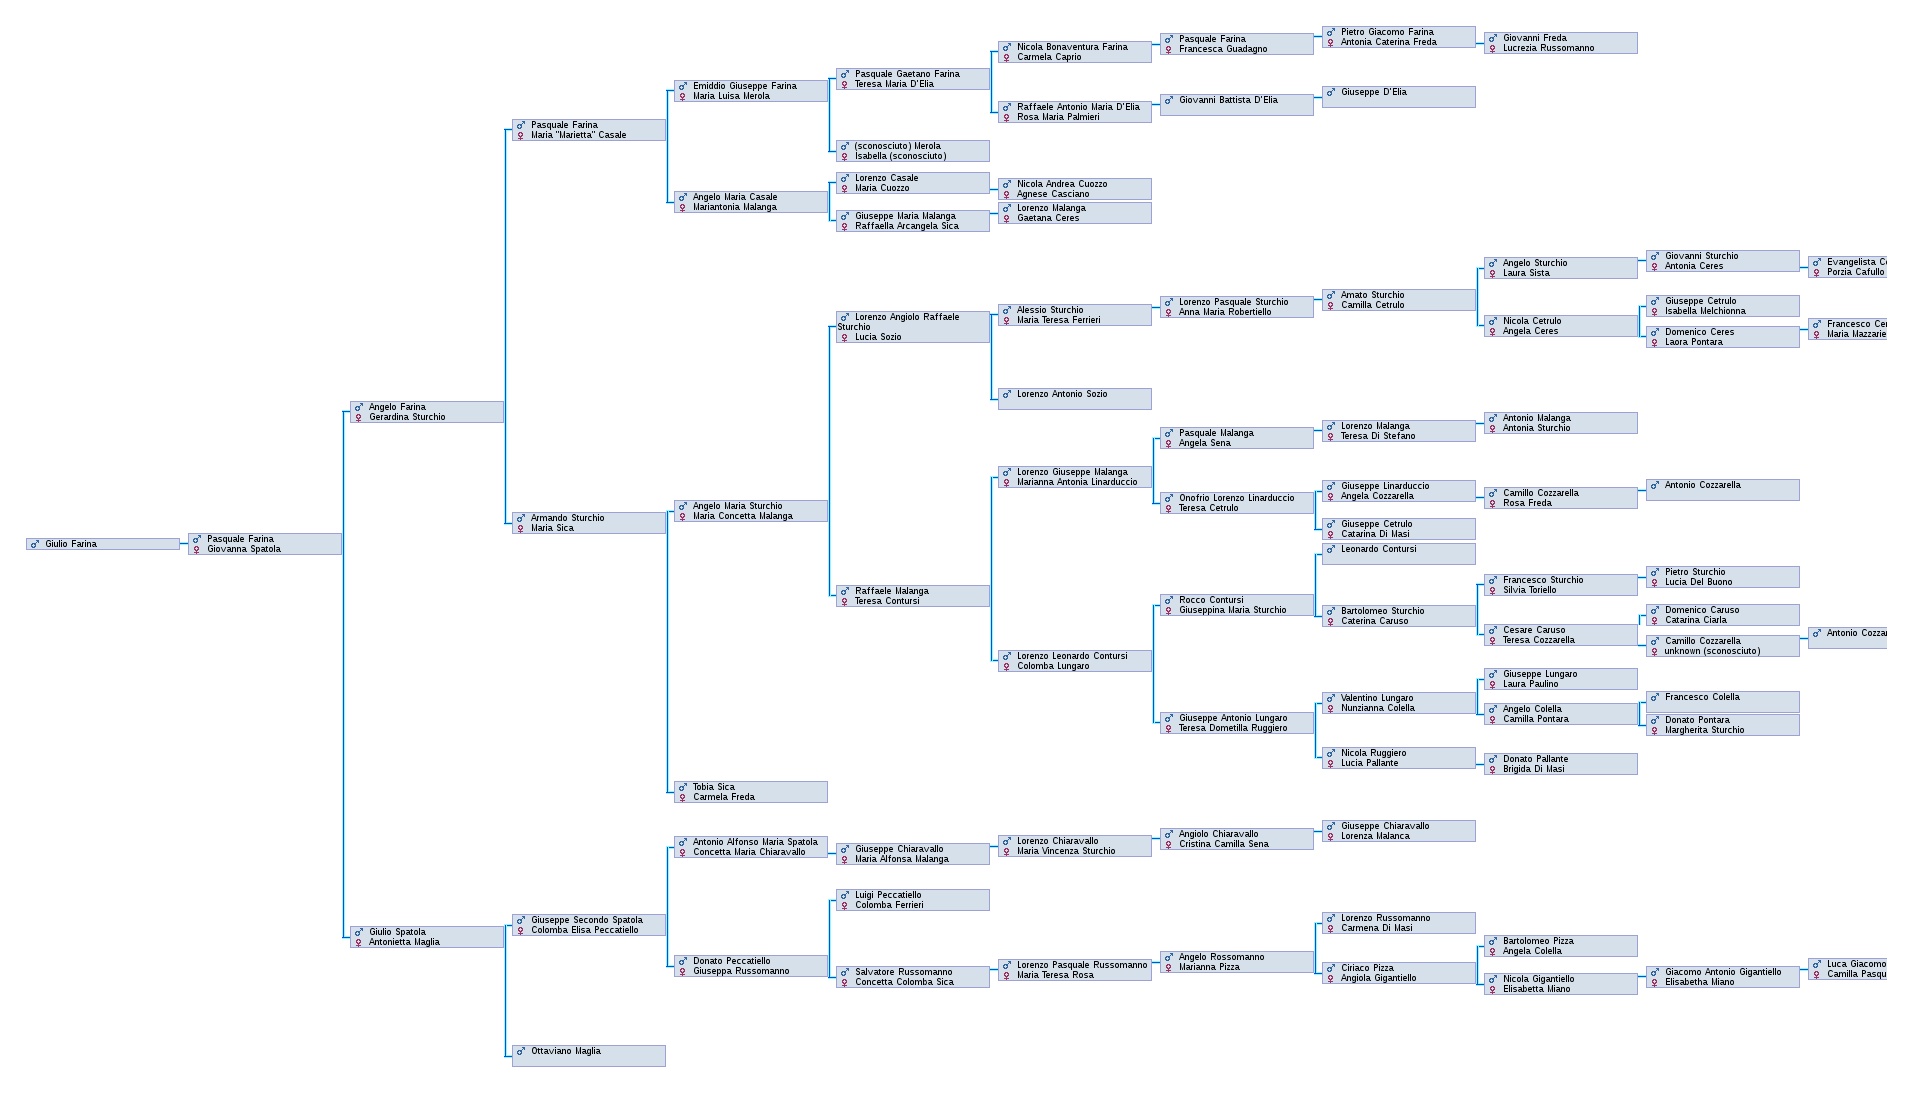 Giulio Farina
Pasquale Farina
Giovanna Spatola
Angelo Farina
Gerardina Sturchio
Giulio Spatola
Antonietta Maglia
Pasquale Farina
Maria "Marietta" Casale
Armando Sturchio
Maria Sica
Giuseppe Secondo Spatola
Colomba Elisa Peccatiello
Ottaviano Maglia
Emiddio Giuseppe Farina
Maria Luisa Merola
Angelo Maria Casale
Mariantonia Malanga
Angelo Maria Sturchio
Maria Concetta Malanga
Tobia Sica
Carmela Freda
Antonio Alfonso Maria Spatola
Concetta Maria Chiaravallo
Donato Peccatiello
Giuseppa Russomanno
Pasquale Gaetano Farina
Teresa Maria D'Elia
(sconosciuto) Merola
Isabella (sconosciuto)
Lorenzo Casale
Maria Cuozzo
Giuseppe Maria Malanga
Raffaella Arcangela Sica
Lorenzo Angiolo Raffaele
Sturchio
Lucia Sozio
Raffaele Malanga
Teresa Contursi
Giuseppe Chiaravallo
Maria Alfonsa Malanga
Luigi Peccatiello
Colomba Ferrieri
Salvatore Russomanno
Concetta Colomba Sica
Nicola Bonaventura Farina
Carmela Caprio
Raffaele Antonio Maria D'Elia
Rosa Maria Palmieri
Nicola Andrea Cuozzo
Agnese Casciano
Lorenzo Malanga
Gaetana Ceres
Alessio Sturchio
Maria Teresa Ferrieri
Lorenzo Antonio Sozio
Lorenzo Giuseppe Malanga
Marianna Antonia Linarduccio
Lorenzo Leonardo Contursi
Colomba Lungaro
Lorenzo Chiaravallo
Maria Vincenza Sturchio
Lorenzo Pasquale Russomanno
Maria Teresa Rosa
Pasquale Farina
Francesca Guadagno
Giovanni Battista D'Elia
Lorenzo Pasquale Sturchio
Anna Maria Robertiello
Pasquale Malanga
Angela Sena
Onofrio Lorenzo Linarduccio
Teresa Cetrulo
Rocco Contursi
Giuseppina Maria Sturchio
Giuseppe Antonio Lungaro
Teresa Dometilla Ruggiero
Angiolo Chiaravallo
Cristina Camilla Sena
Angelo Rossomanno
Marianna Pizza
Pietro Giacomo Farina
Antonia Caterina Freda
Giuseppe D'Elia
Amato Sturchio
Camilla Cetrulo
Lorenzo Malanga
Teresa Di Stefano
Giuseppe Linarduccio
Angela Cozzarella
Giuseppe Cetrulo
Catarina Di Masi
Leonardo Contursi
Bartolomeo Sturchio
Caterina Caruso
Valentino Lungaro
Nunzianna Colella
Nicola Ruggiero
Lucia Pallante
Giuseppe Chiaravallo
Lorenza Malanca
Lorenzo Russomanno
Carmena Di Masi
Ciriaco Pizza
Angiola Gigantiello
Giovanni Freda
Lucrezia Russomanno
Angelo Sturchio
Laura Sista
Nicola Cetrulo
Angela Ceres
Antonio Malanga
Antonia Sturchio
Camillo Cozzarella
Rosa Freda
Francesco Sturchio
Silvia Toriello
Cesare Caruso
Teresa Cozzarella
Giuseppe Lungaro
Laura Paulino
Angelo Colella
Camilla Pontara
Donato Pallante
Brigida Di Masi
Bartolomeo Pizza
Angela Colella
Nicola Gigantiello
Elisabetta Miano
Giovanni Sturchio
Antonia Ceres
Giuseppe Cetrulo
Isabella Melchionna
Domenico Ceres
Laora Pontara
Antonio Cozzarella
Pietro Sturchio
Lucia Del Buono
Domenico Caruso
Catarina Ciarla
Camillo Cozzarella
unknown (sconosciuto)
Francesco Colella
Donato Pontara
Margherita Sturchio
Giacomo Antonio Gigantiello
Elisabetha Miano
Evangelista
Porzia Cafullo
Francesco
Maria
Antonio
Luca Giacomo
Camilla